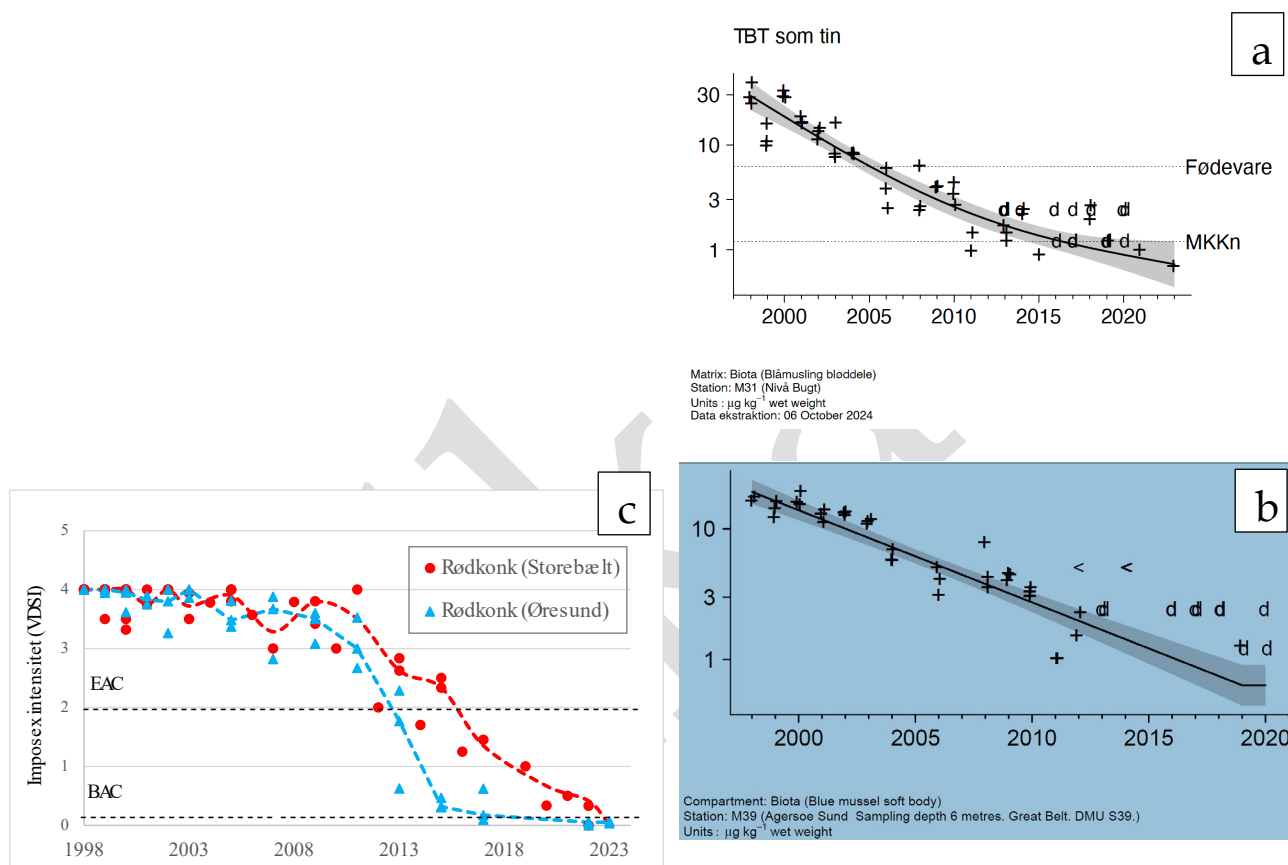 TBT som tin
a
30
10
3
1
Fødevare
MKKn
d d d d d d d
d d d d
2000 2005 2010 2015 2020
Matrix: Biota (Blåmusling bløddele)
Station: M31 (Nivå Bugt)
Units : µg kg⁻¹ wet weight
Data ekstraktion: 06 October 2024
b
10
3
1
< <
d d d d d
d d
2000 2005 2010 2015 2020
Compartment: Biota (Blue mussel soft body)
Station: M39 (Agersoe Sund Sampling depth 6 metres. Great Belt. DMU S39.)
Units : µg kg⁻¹ wet weight
c
Imposex intensitet (VDSI)
5
4
3
2
1
0
Rødkonk (Storebælt)
Rødkonk (Øresund)
EAC
BAC
1998 2003 2008 2013 2018 2023